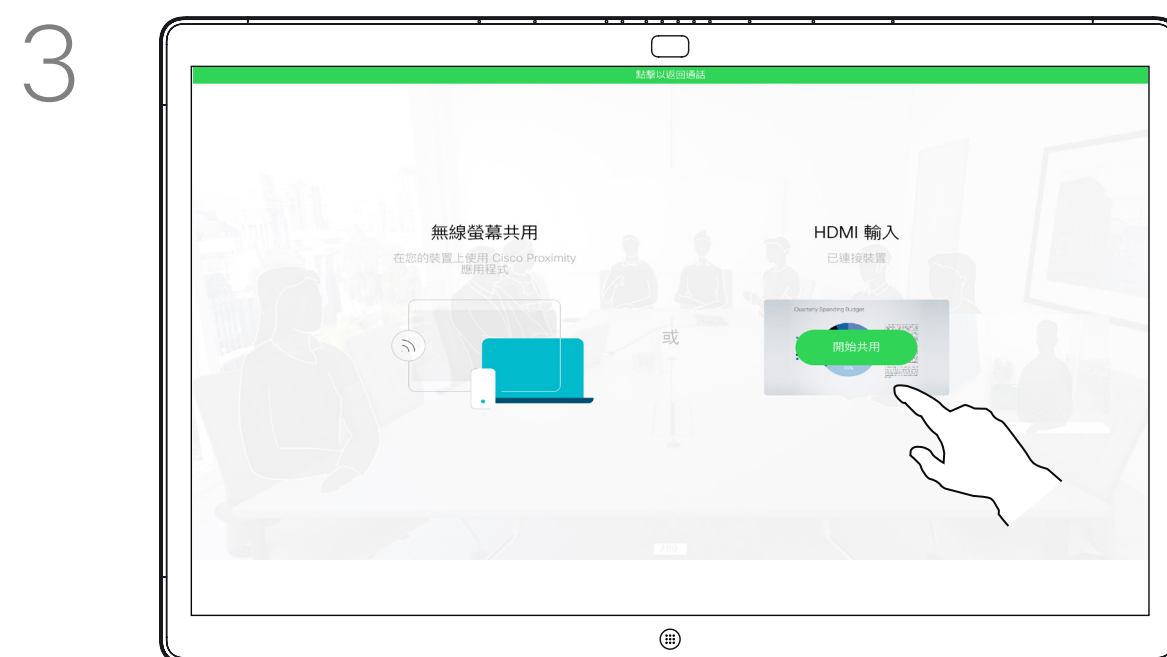 3
點擊以返回通話
無線螢幕共用
在您的裝置上使用 Cisco Proximity
應用程式
或
HDMI 輸入
已連接裝置
Quarterly Spending Budget
開始共用